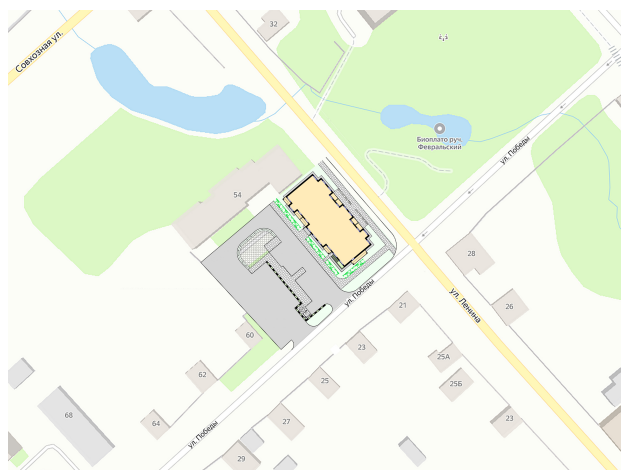 32
Совхозная ул.
Биоплато руч.
Февральский
ул. Победы
54
28
ул. Победы
ул. Ленина
21
26
60
23
25А
62
25
25Б
68
64
27
23
ул. Победы
29